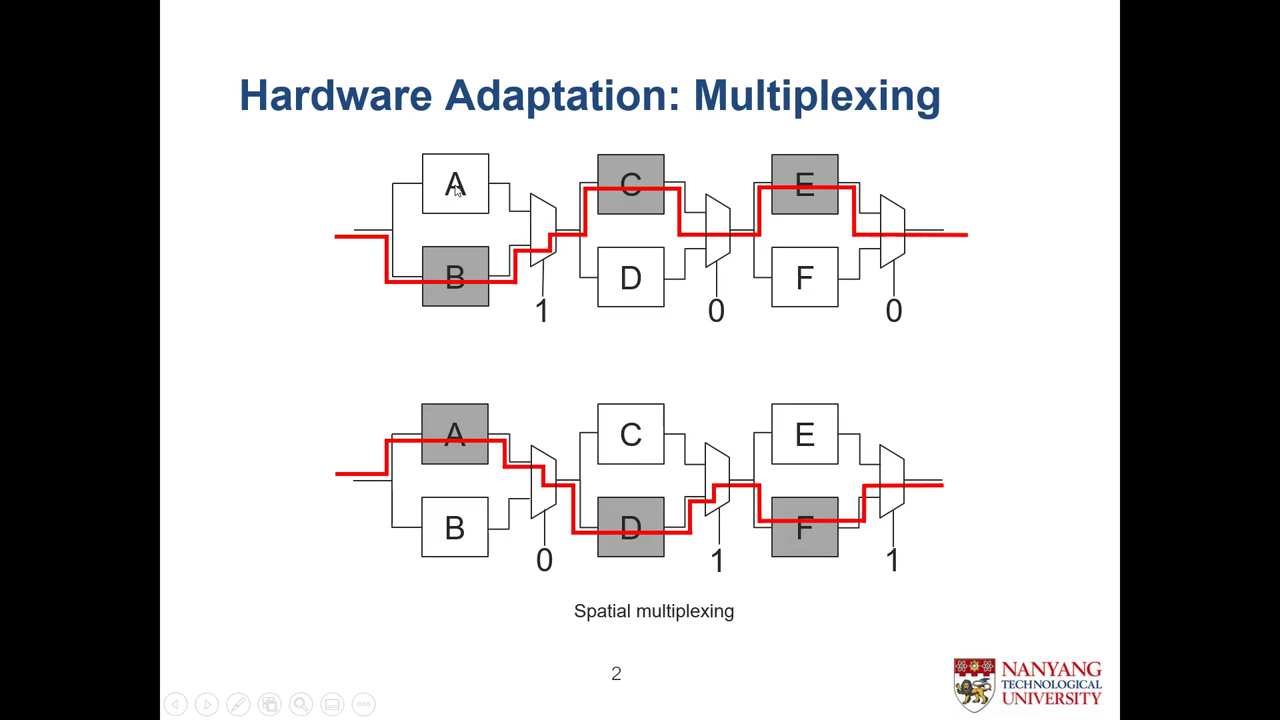 Hardware Adaptation: Multiplexing
A C E
B D F
1 0 0
A C E
B D F
0 1 1
Spatial multiplexing
2
NANYANG
TECHNOLOGICAL
UNIVERSITY